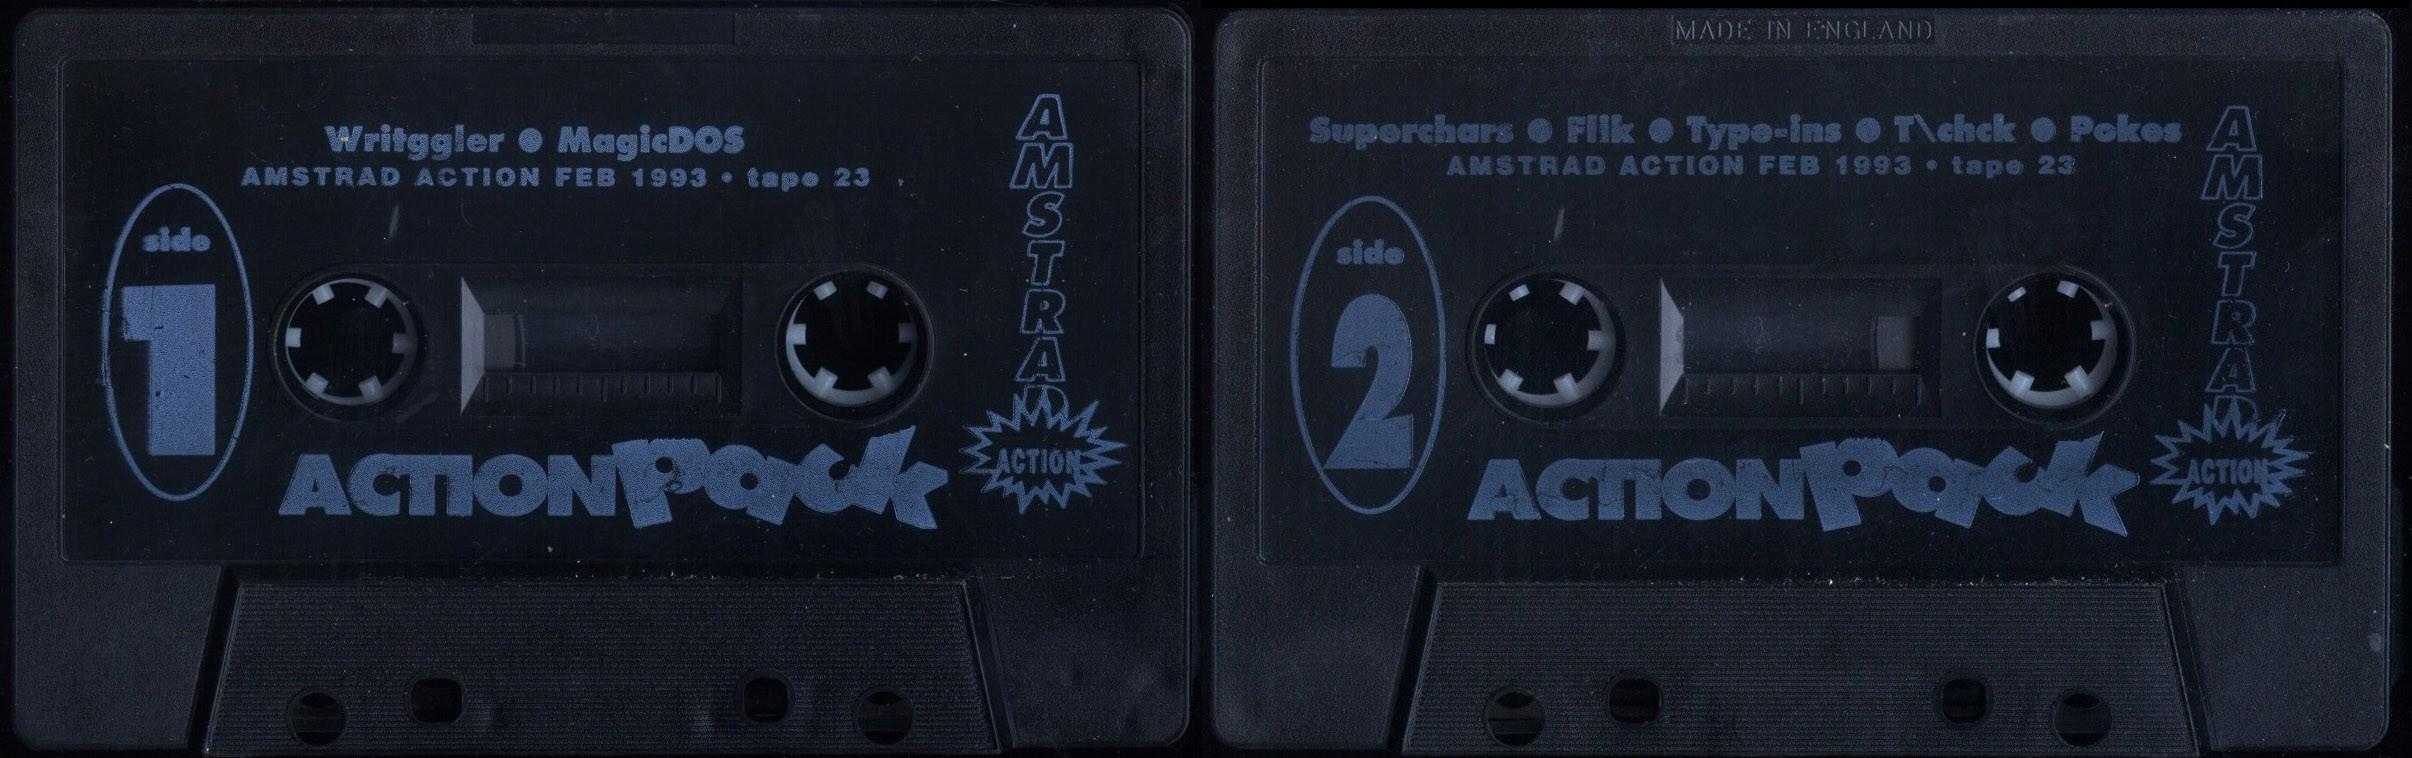 Writggler ● MagicDOS
AMSTRAD ACTION FEB 1993 • tape 23
side
1
ACTION PACK
AMSTRAD
ACTION
MADE IN ENGLAND
Superchars ● Flik ● Type-ins ● T\chck ● Pokes
AMSTRAD ACTION FEB 1993 • tape 23
side
2
ACTION PACK
AMSTRAD
ACTION